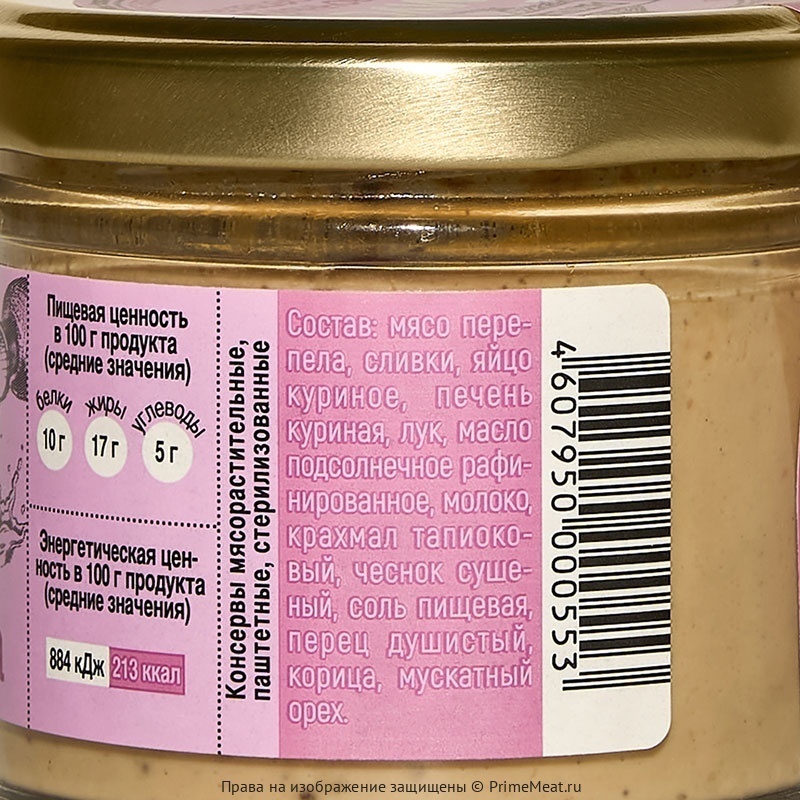 Пищевая ценность
в 100 г продукта
(средние значения)
белки жиры углеводы
10 г 17 г 5 г
Энергетическая цен-
ность в 100 г продукта
(средние значения)
884 кДж 213 ккал
Консервы мясорастительные,
паштетные, стерилизованные
Состав: мясо пере-
пела, сливки, яйцо
куриное, печень
куриная, лук, масло
подсолнечное рафи-
нированное, молоко,
крахмал тапиоко-
вый, чеснок суше-
ный, соль пищевая,
перец душистый,
корица, мускатный
орех.
4607950000553
Права на изображение защищены © PrimeMeat.ru